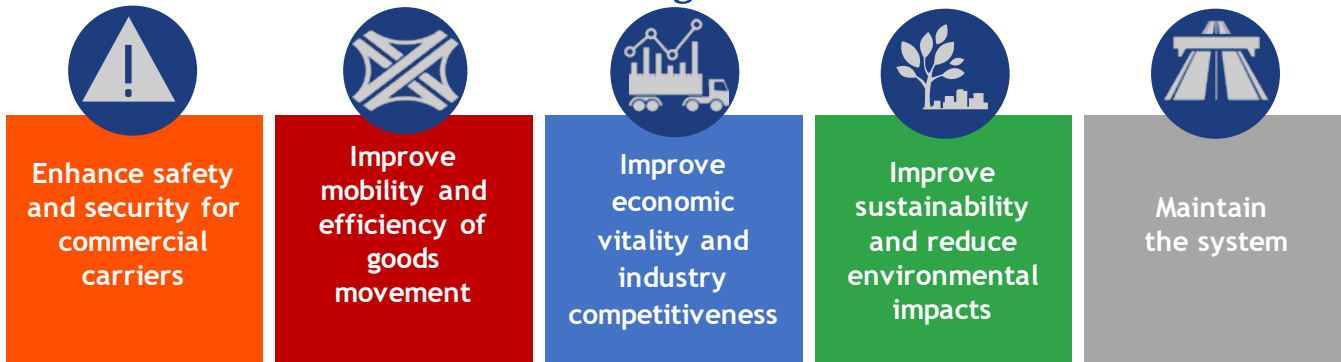 Enhance safety
and security for
commercial
carriers
Improve
mobility and
efficiency of
goods
movement
Improve
economic
vitality and
industry
competitiveness
Improve
sustainability
and reduce
environmental
impacts
Maintain
the system